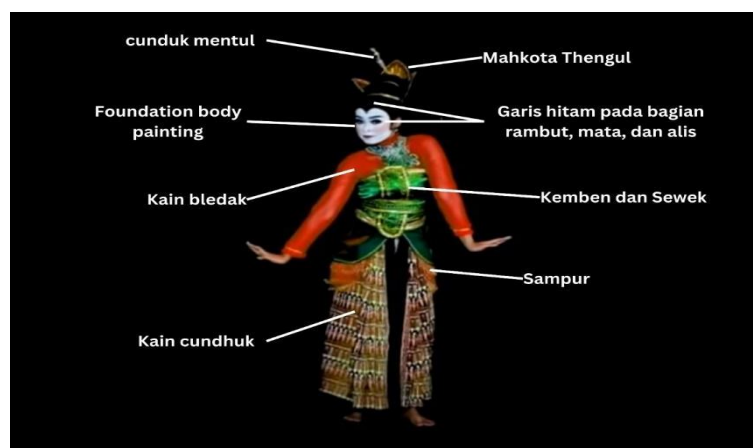 cunduk mentul
Mahkota Thengul
Foundation body
painting
Garis hitam pada bagian
rambut, mata, dan alis
Kain bledak
Kemben dan Sewek
Sampur
Kain cundhuk